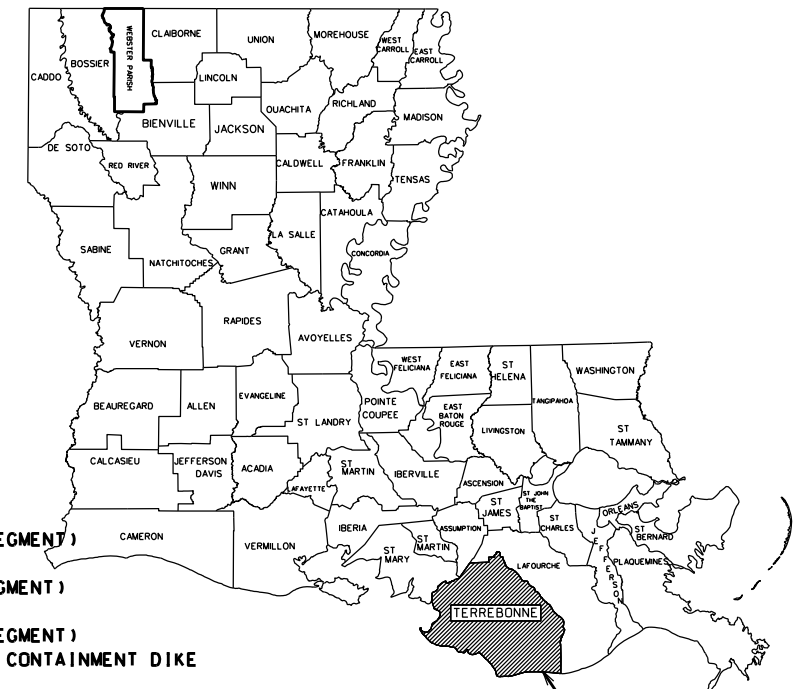 WEBSTER PARISH
CLAIBORNE
UNION
MOREHOUSE
WEST
CARROLL
EAST
CARROLL
CADDO
BOSSIER
LINCOLN
OUACHITA
RICHLAND
MADISON
BIENVILLE
JACKSON
DE SOTO
RED RIVER
CALDWELL
FRANKLIN
TENSAS
WINN
CATAHOULA
LA SALLE
CONCORDIA
SABINE
NATCHITOCHES
GRANT
RAPIDES
VERNON
AVOYELLES
WEST
FELICIANA
EAST
FELICIANA
ST
HELENA
WASHINGTON
TANGIPAHOA
BEAUREGARD
ALLEN
EVANGELINE
ST LANDRY
POINTE
COUPEE
EAST
BATON
ROUGE
LIVINGSTON
ST
TAMMANY
CALCASIEU
JEFFERSON
DAVIS
ACADIA
LAFAYETTE
ST
MARTIN
IBERVILLE
ASCENSION
ST
JAMES
ST JOHN
THE
BAPTIST
ST
CHARLES
ORLEANS
ST
BERNARD
JEFFERSON
PLAQUEMINES
CAMERON
VERMILLON
IBERIA
ST
MARY
ST
MARTIN
ASSUMPTION
LAFOURCHE
TERREBONNE
EGMENT)
GMENT)
EGMENT)
CONTAINMENT DIKE